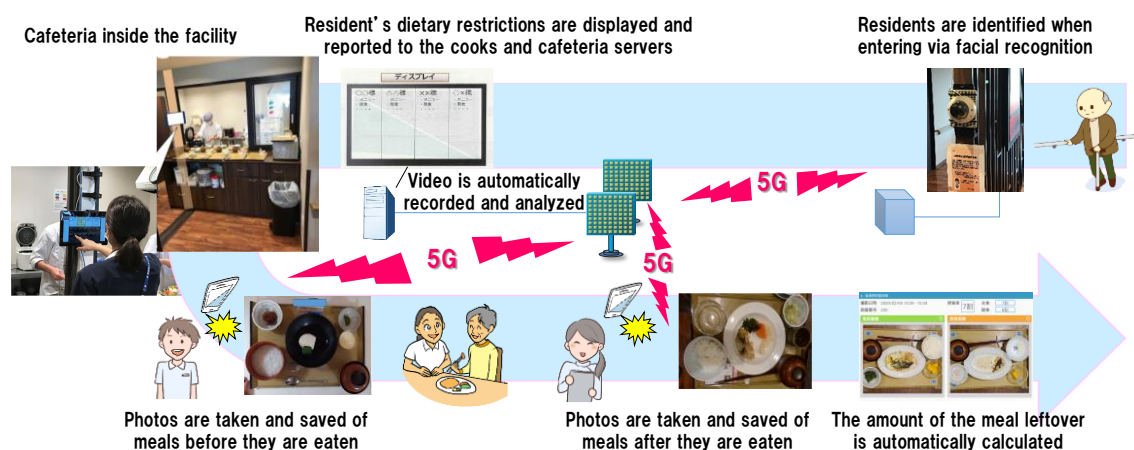 Cafeteria inside the facility
Resident's dietary restrictions are displayed and
reported to the cooks and cafeteria servers
Residents are identified when
entering via facial recognition
ディスプレイ
Video is automatically
recorded and analyzed
5G
5G
5G
Photos are taken and saved of
meals before they are eaten
Photos are taken and saved of
meals after they are eaten
The amount of the meal leftover
is automatically calculated